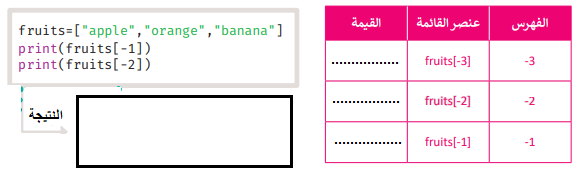 fruits=["apple","orange","banana"]
print(fruits[-1])
print(fruits[-2])
النتيجة
الفهرس عنصر القائمة القيمة
-3 fruits[-3] .................
-2 fruits[-2] .................
-1 fruits[-1] .................